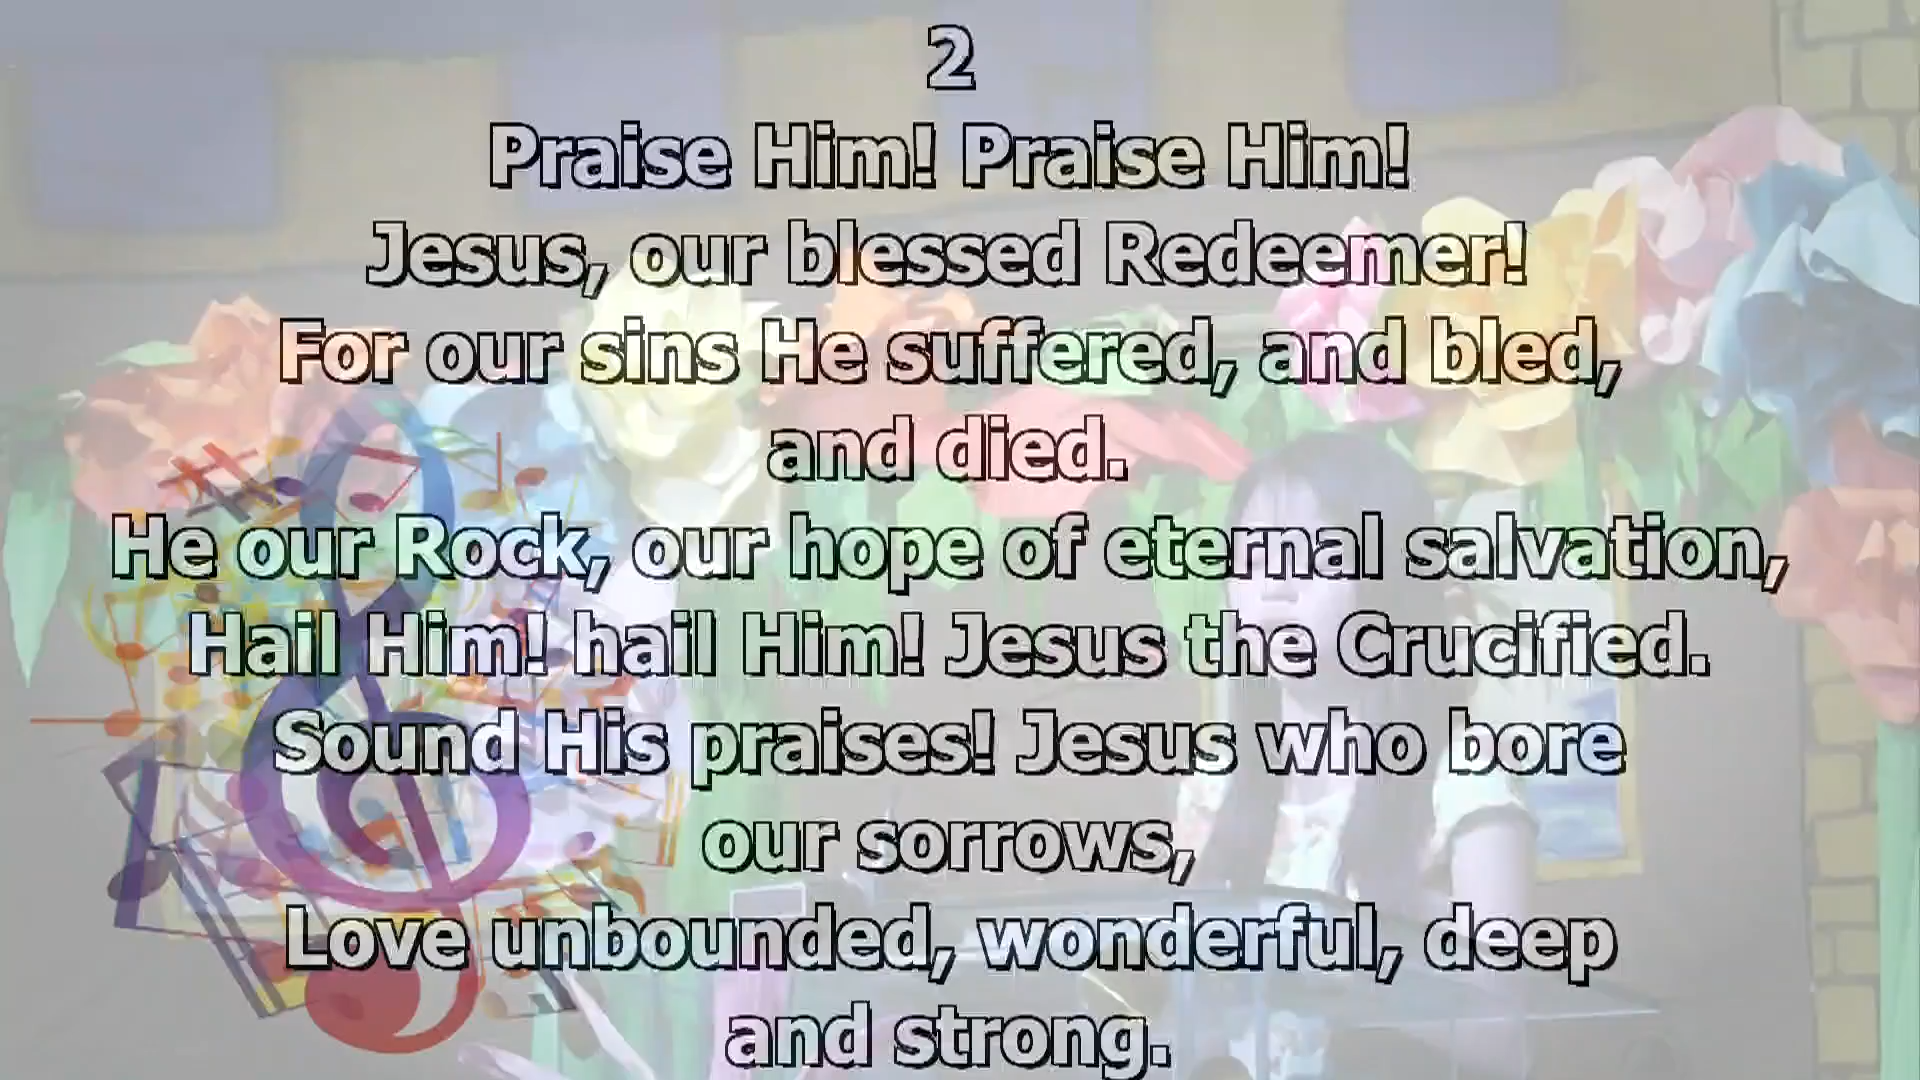 2
Praise Him! Praise Him!
Jesus, our blessed Redeemer!
For our sins He suffered, and bled,
and died.
He our Rock, our hope of eternal salvation,
Hail Him! hail Him! Jesus the Crucified.
Sound His praises! Jesus who bore
our sorrows,
Love unbounded, wonderful, deep
and strong.